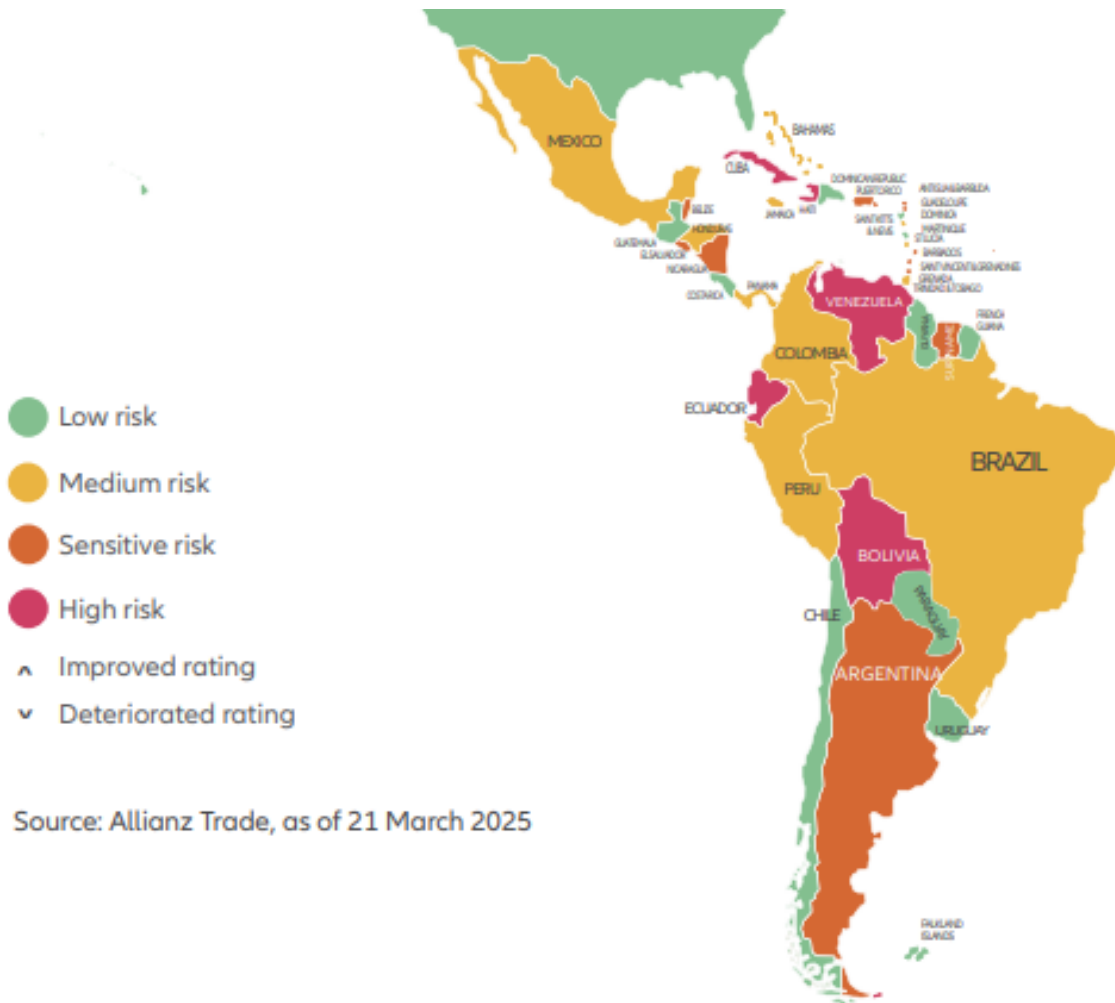 BAHAMAS
MEXICO
CUBA
DOMINICAN REPUBLIC
PUERTO RICO
ANTIGUA & BARBUDA
GUADELOUPE
DOMINICA
MARTINIQUE
ST LUCIA
BARBADOS
SAINT VINCENT & GRENADINES
GRENADA
TRINIDAD & TOBAGO
SAINT KITTS
& NEVIS
JAMAICA
HAITI
BELIZE
HONDURAS
GUATEMALA
EL SALVADOR
NICARAGUA
COSTA RICA
PANAMA
VENEZUELA
GUYANA
SURINAME
FRENCH
GUIANA
COLOMBIA
ECUADOR
BRAZIL
PERU
BOLIVIA
PARAGUAY
CHILE
ARGENTINA
URUGUAY
FALKLAND
ISLANDS
Low risk
Medium risk
Sensitive risk
High risk
Improved rating
Deteriorated rating
Source: Allianz Trade, as of 21 March 2025